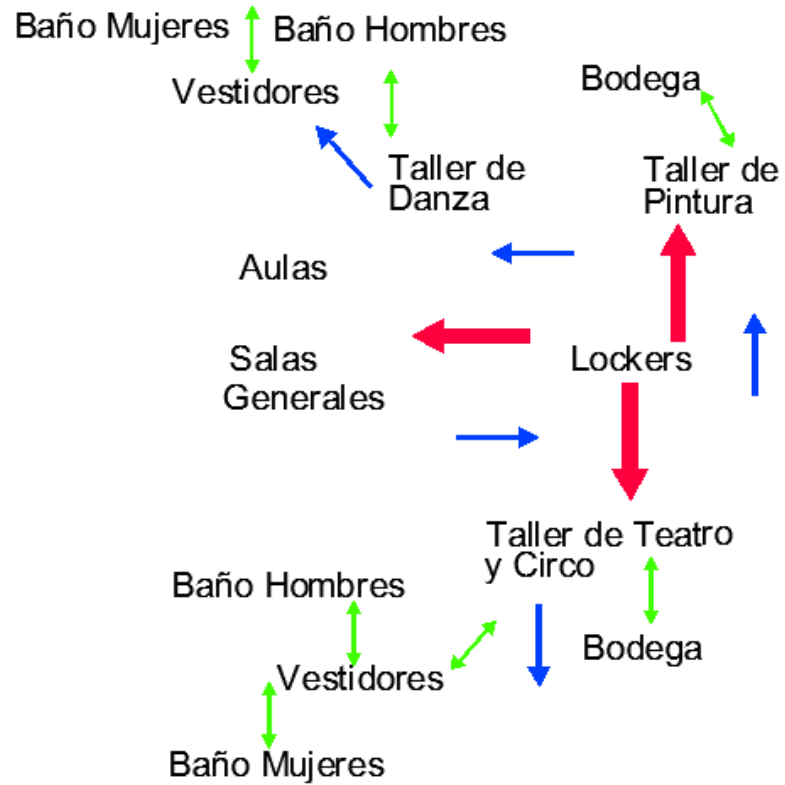 Baño Mujeres
Baño Hombres
Vestidores
Bodega
Taller de
Danza
Taller de
Pintura
Aulas
Salas
Generales
Lockers
Taller de Teatro
y Circo
Baño Hombres
Bodega
Vestidores
Baño Mujeres